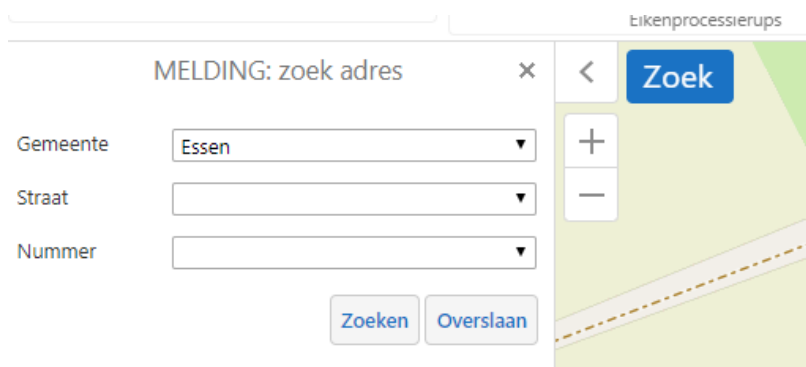 Eikenprocessierups
MELDING: zoek adres
Zoek
Gemeente
Essen
Straat
Nummer
Zoeken
Overslaan